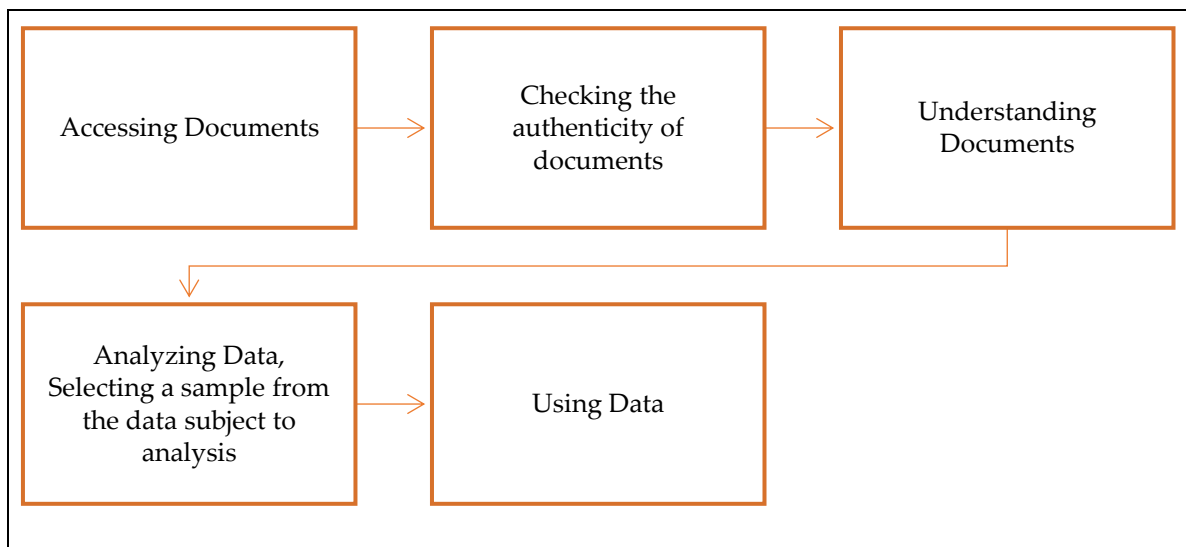 Accessing Documents
Checking the
authenticity of
documents
Understanding
Documents
Analyzing Data,
Selecting a sample from
the data subject to
analysis
Using Data